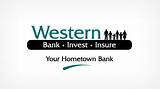 Western
Bank • Invest • Insure
Your Hometown Bank